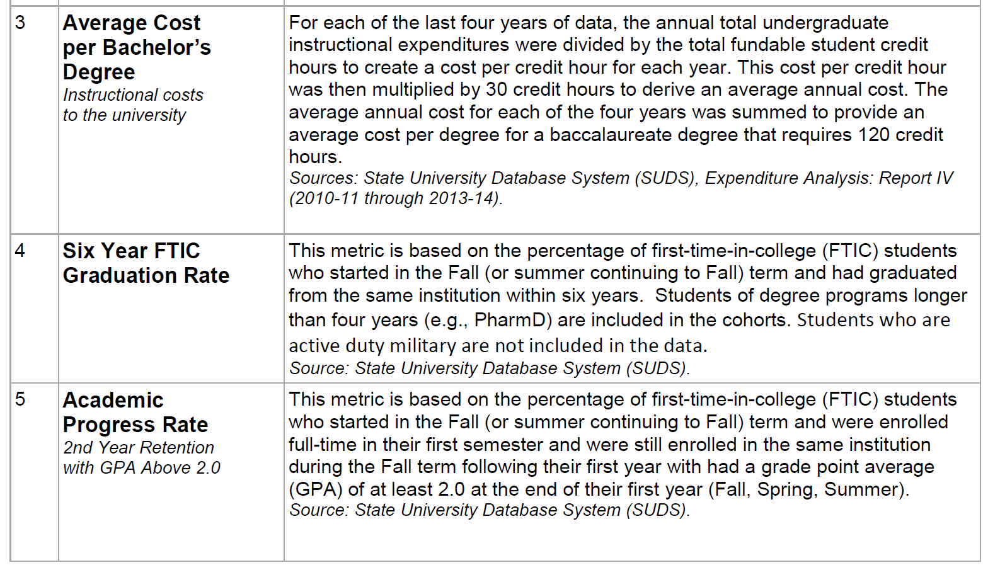 3
Average Cost
per Bachelor’s
Degree
Instructional costs
to the university
For each of the last four years of data, the annual total undergraduate
instructional expenditures were divided by the total fundable student credit
hours to create a cost per credit hour for each year. This cost per credit hour
was then multiplied by 30 credit hours to derive an average annual cost. The
average annual cost for each of the four years was summed to provide an
average cost per degree for a baccalaureate degree that requires 120 credit
hours.
Sources: State University Database System (SUDS), Expenditure Analysis: Report IV
(2010-11 through 2013-14).
4
Six Year FTIC
Graduation Rate
This metric is based on the percentage of first-time-in-college (FTIC) students
who started in the Fall (or summer continuing to Fall) term and had graduated
from the same institution within six years.  Students of degree programs longer
than four years (e.g., PharmD) are included in the cohorts. Students who are
active duty military are not included in the data.
Source: State University Database System (SUDS).
5
Academic
Progress Rate
2nd Year Retention
with GPA Above 2.0
This metric is based on the percentage of first-time-in-college (FTIC) students
who started in the Fall (or summer continuing to Fall) term and were enrolled
full-time in their first semester and were still enrolled in the same institution
during the Fall term following their first year with had a grade point average
(GPA) of at least 2.0 at the end of their first year (Fall, Spring, Summer).
Source: State University Database System (SUDS).